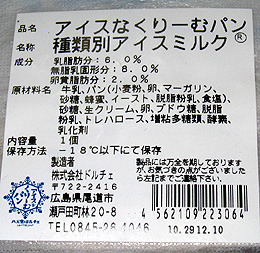 品名 アイスなくりーむパン
名称 種類別アイスミルク®
成分 乳脂肪分：6.0%
無脂乳固形分：8.0%
卵黄脂肪分：2.0%
原材料名 牛乳、パン(小麦粉、卵、マーガリン、
砂糖、蜂蜜、イースト、脱脂粉乳、食塩)、
砂糖、生クリーム、卵、ブドウ糖、脱脂
粉乳、トレハロース、増粘多糖類、酵素、
乳化剤
内容量 1個
保存方法 －18℃以下にて保存
製造者
株式会社ドルチェ
〒722-2416
広島県尾道市
瀬戸田町林20-8
TEL0845-26-4046
製品には万全を期しておりますが
、お気づきの点がございました
ら左記までご連絡下さい。
4562109223064
10.29 12.10